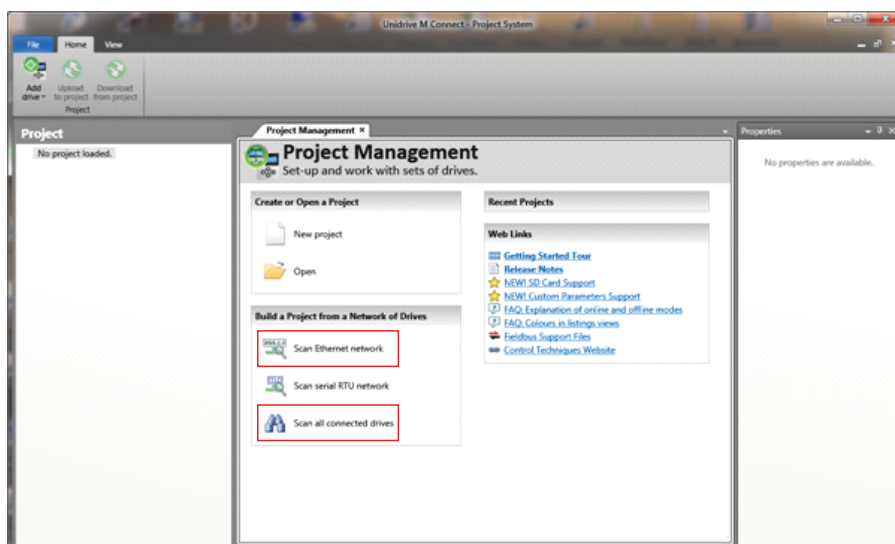 Unidrive M Connect - Project System
File Home View
Add drive
Upload to project
Download from project
Project
Project
No project loaded.
Project Management
Project Management
Set-up and work with sets of drives.
Create or Open a Project
New project
Open
Build a Project from a Network of Drives
Scan Ethernet network
Scan serial RTU network
Scan all connected drives
Recent Projects
Web Links
Getting Started Tour
Release Notes
NEW! SD Card Support
NEW! Custom Parameters Support
FAQ: Explanation of online and offline modes
FAQ: Colours in listings views
Fieldbus Support Files
Control Techniques Website
Properties
No properties are available.